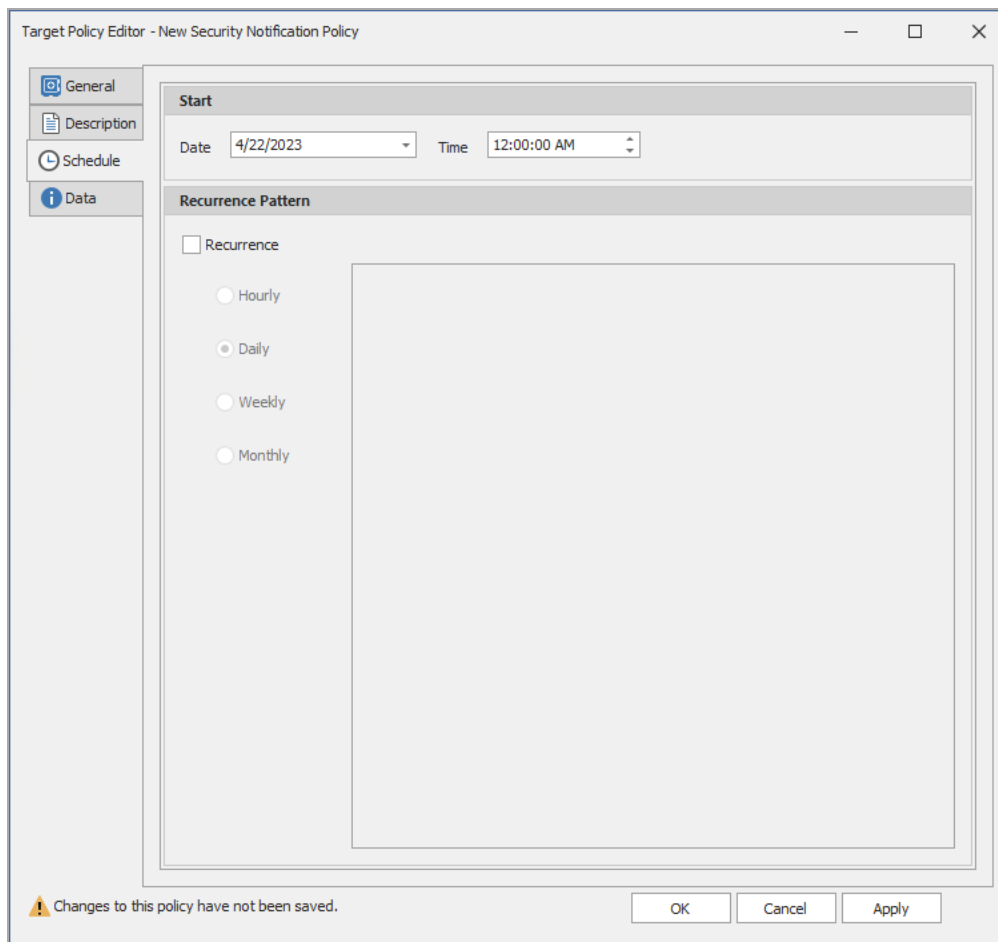 Target Policy Editor - New Security Notification Policy
General
Description
Schedule
Data
Start
Date 4/22/2023 Time 12:00:00 AM
Recurrence Pattern
Recurrence
Hourly
Daily
Weekly
Monthly
Changes to this policy have not been saved.
OK Cancel Apply